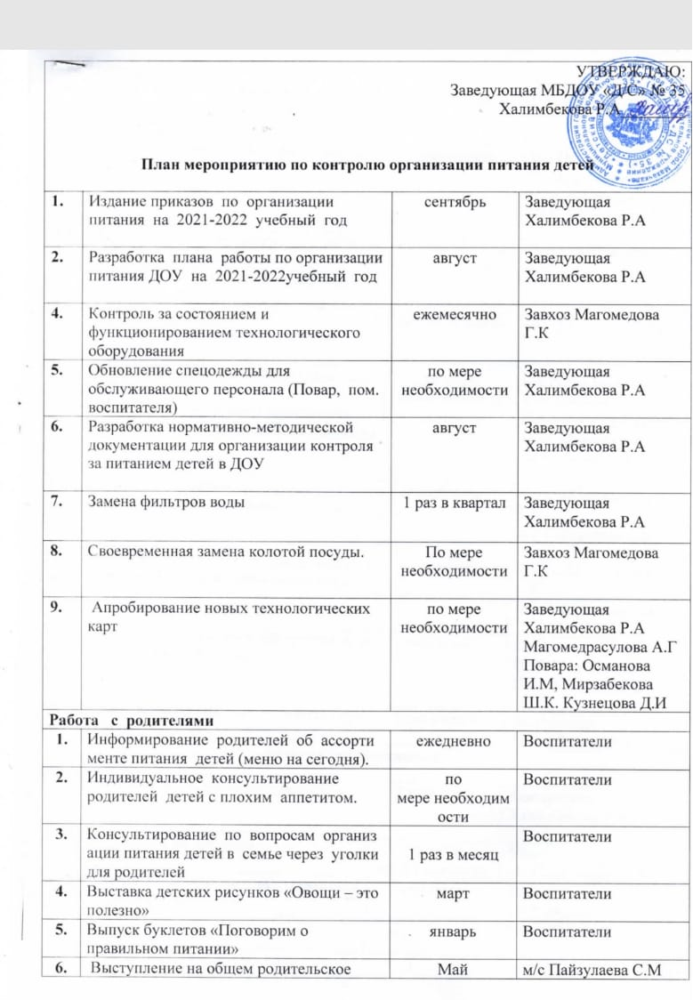 УТВЕРЖДАЮ:
Заведующая МБДОУ «Д/С» № 35
Халимбекова Р.А
План мероприятию по контролю организации питания детей
1. Издание приказов по организации сентябрь Заведующая
питания на 2021-2022 учебный год Халимбекова Р.А
2. Разработка плана работы по организации август Заведующая
питания ДОУ на 2021-2022учебный год Халимбекова Р.А
4. Контроль за состоянием и ежемесячно Завхоз Магомедова
функционированием технологического Г.К
оборудования
5. Обновление спецодежды для по мере Заведующая
обслуживающего персонала (Повар, пом. необходимости Халимбекова Р.А
воспитателя)
6. Разработка нормативно-методической август Заведующая
документации для организации контроля Халимбекова Р.А
за питанием детей в ДОУ
7. Замена фильтров воды 1 раз в квартал Заведующая
Халимбекова Р.А
8. Своевременная замена колотой посуды. По мере Завхоз Магомедова
необходимости Г.К
9. Апробирование новых технологических по мере Заведующая
карт необходимости Халимбекова Р.А
Магомедрасулова А.Г
Повара: Османова
И.М, Мирзабекова
Ш.К. Кузнецова Д.И
Работа с родителями
1. Информирование родителей об ассорти ежедневно Воспитатели
менте питания детей (меню на сегодня).
2. Индивидуальное консультирование по Воспитатели
родителей детей с плохим аппетитом. мере необходим
ости
3. Консультирование по вопросам организ Воспитатели
ации питания детей в семье через уголки 1 раз в месяц
для родителей
4. Выставка детских рисунков «Овощи – это март Воспитатели
полезно»
5. Выпуск буклетов «Поговорим о январь Воспитатели
правильном питании»
6. Выступление на общем родительское Май м/с Пайзулаева С.М